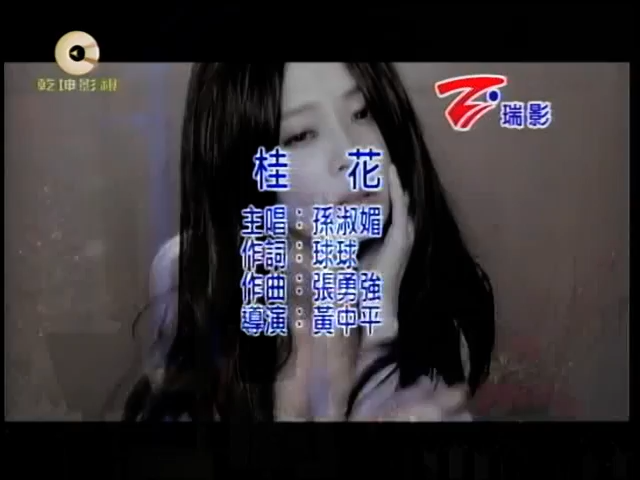 乾坤影視
瑞影
桂 花
主唱:孫淑媚
作詞:球球
作曲:張勇強
導演:黃中平